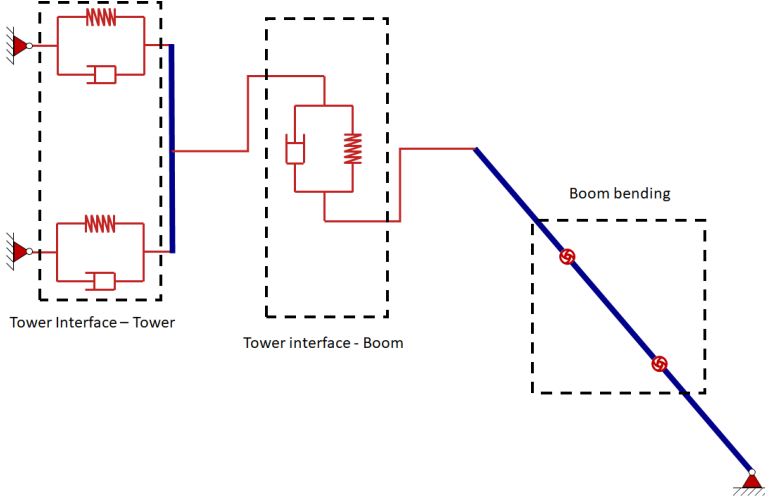 Boom bending
Tower Interface – Tower
Tower interface - Boom